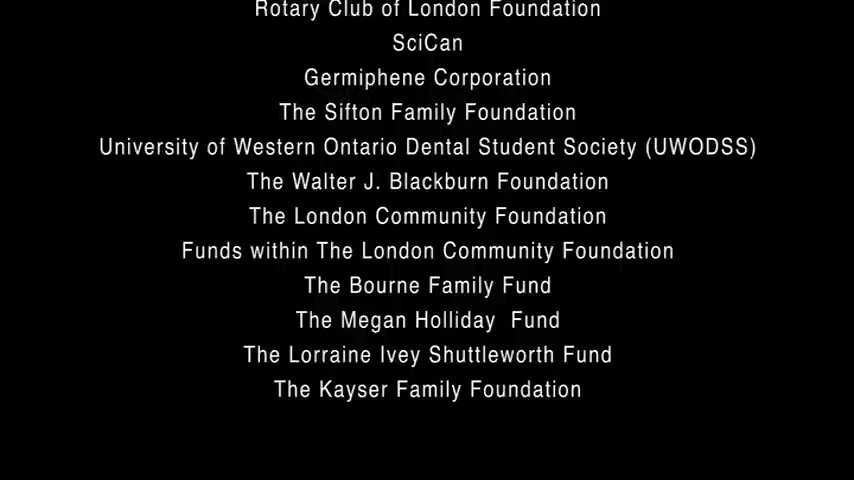 Rotary Club of London Foundation
SciCan
Germiphene Corporation
The Sifton Family Foundation
University of Western Ontario Dental Student Society (UWODSS)
The Walter J. Blackburn Foundation
The London Community Foundation
Funds within The London Community Foundation
The Bourne Family Fund
The Megan Holliday  Fund
The Lorraine Ivey Shuttleworth Fund
The Kayser Family Foundation